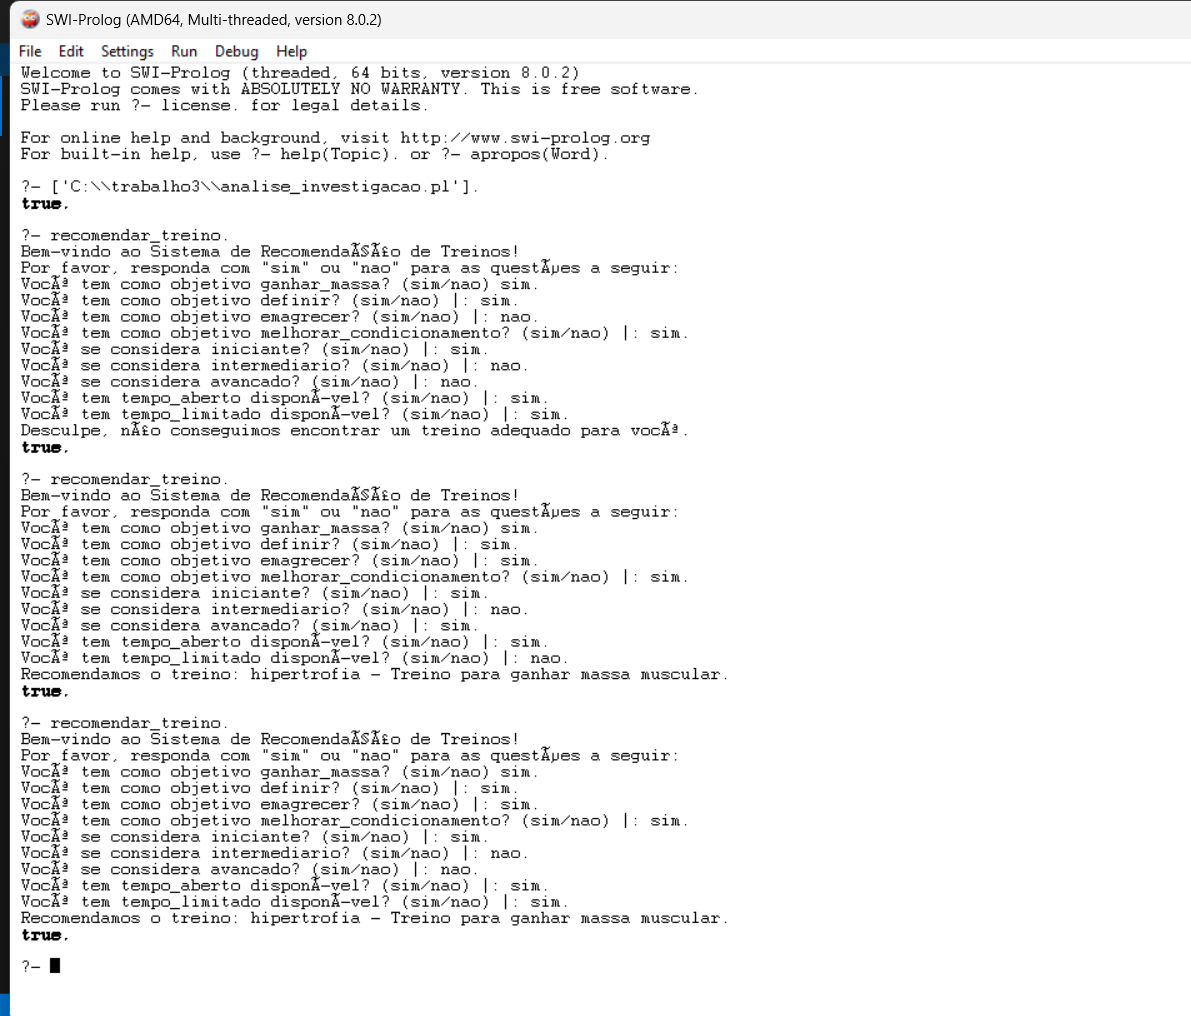 SWI-Prolog (AMD64, Multi-threaded, version 8.0.2)
File Edit Settings Run Debug Help
Welcome to SWI-Prolog (threaded, 64 bits, version 8.0.2)
SWI-Prolog comes with ABSOLUTELY NO WARRANTY. This is free software.
Please run ?- license. for legal details.
For online help and background, visit http://www.swi-prolog.org
For built-in help, use ?- help(Topic). or ?- apropos(Word).
?- ['C:\\trabalho3\\analise_investigacao.pl'].
true.
?- recomendar_treino.
Bem-vindo ao Sistema de RecomendaÃ§Ã£o de Treinos!
Por favor, responda com "sim" ou "nao" para as questÃµes a seguir:
VocÃª tem como objetivo ganhar_massa? (sim/nao) sim.
VocÃª tem como objetivo definir? (sim/nao) |: sim.
VocÃª tem como objetivo emagrecer? (sim/nao) |: nao.
VocÃª tem como objetivo melhorar_condicionamento? (sim/nao) |: sim.
VocÃª se considera iniciante? (sim/nao) |: sim.
VocÃª se considera intermediario? (sim/nao) |: nao.
VocÃª se considera avancado? (sim/nao) |: nao.
VocÃª tem tempo_aberto disponÃ-vel? (sim/nao) |: sim.
VocÃª tem tempo_limitado disponÃ-vel? (sim/nao) |: sim.
Desculpe, nÃ£o conseguimos encontrar um treino adequado para vocÃª.
true.
?- recomendar_treino.
Bem-vindo ao Sistema de RecomendaÃ§Ã£o de Treinos!
Por favor, responda com "sim" ou "nao" para as questÃµes a seguir:
VocÃª tem como objetivo ganhar_massa? (sim/nao) sim.
VocÃª tem como objetivo definir? (sim/nao) |: sim.
VocÃª tem como objetivo emagrecer? (sim/nao) |: sim.
VocÃª tem como objetivo melhorar_condicionamento? (sim/nao) |: sim.
VocÃª se considera iniciante? (sim/nao) |: sim.
VocÃª se considera intermediario? (sim/nao) |: nao.
VocÃª se considera avancado? (sim/nao) |: sim.
VocÃª tem tempo_aberto disponÃ-vel? (sim/nao) |: sim.
VocÃª tem tempo_limitado disponÃ-vel? (sim/nao) |: nao.
Recomendamos o treino: hipertrofia - Treino para ganhar massa muscular.
true.
?- recomendar_treino.
Bem-vindo ao Sistema de RecomendaÃ§Ã£o de Treinos!
Por favor, responda com "sim" ou "nao" para as questÃµes a seguir:
VocÃª tem como objetivo ganhar_massa? (sim/nao) sim.
VocÃª tem como objetivo definir? (sim/nao) |: sim.
VocÃª tem como objetivo emagrecer? (sim/nao) |: sim.
VocÃª tem como objetivo melhorar_condicionamento? (sim/nao) |: sim.
VocÃª se considera iniciante? (sim/nao) |: sim.
VocÃª se considera intermediario? (sim/nao) |: nao.
VocÃª se considera avancado? (sim/nao) |: nao.
VocÃª tem tempo_aberto disponÃ-vel? (sim/nao) |: sim.
VocÃª tem tempo_limitado disponÃ-vel? (sim/nao) |: sim.
Recomendamos o treino: hipertrofia - Treino para ganhar massa muscular.
true.
?-